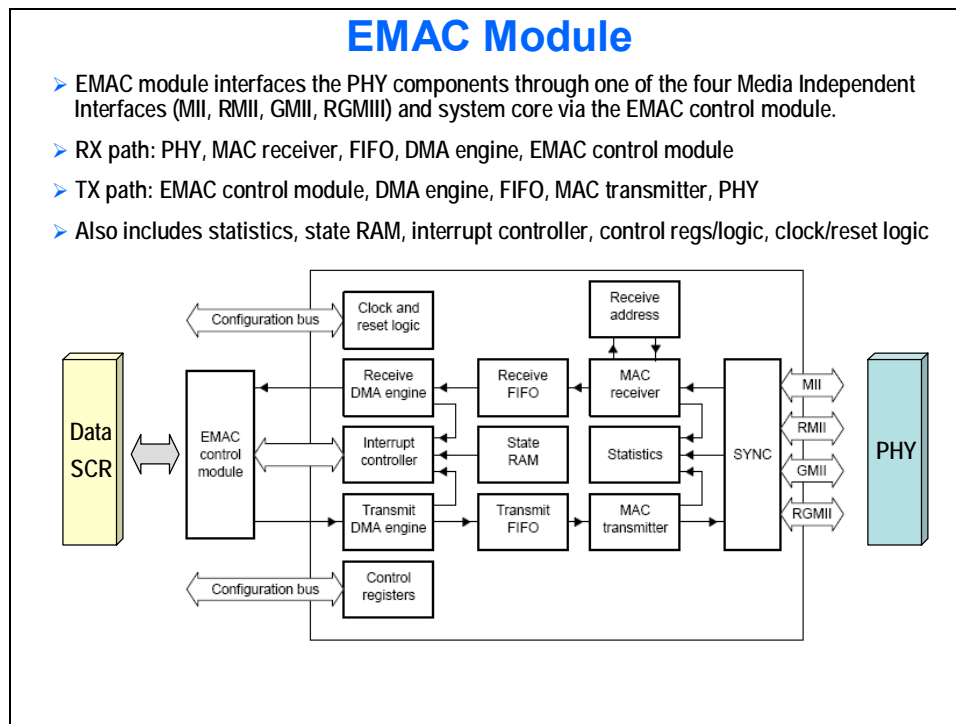 EMAC Module
➢ EMAC module interfaces the PHY components through one of the four Media Independent
Interfaces (MII, RMII, GMII, RGMIII) and system core via the EMAC control module.
➢ RX path: PHY, MAC receiver, FIFO, DMA engine, EMAC control module
➢ TX path: EMAC control module, DMA engine, FIFO, MAC transmitter, PHY
➢ Also includes statistics, state RAM, interrupt controller, control regs/logic, clock/reset logic
Configuration bus
Clock and
reset logic
Receive
address
Receive
DMA engine
Receive
FIFO
MAC
receiver
MII
Data
SCR
EMAC
control
module
Interrupt
controller
State
RAM
Statistics
SYNC
RMII
GMII
PHY
Transmit
DMA engine
Transmit
FIFO
MAC
transmitter
RGMII
Configuration bus
Control
registers